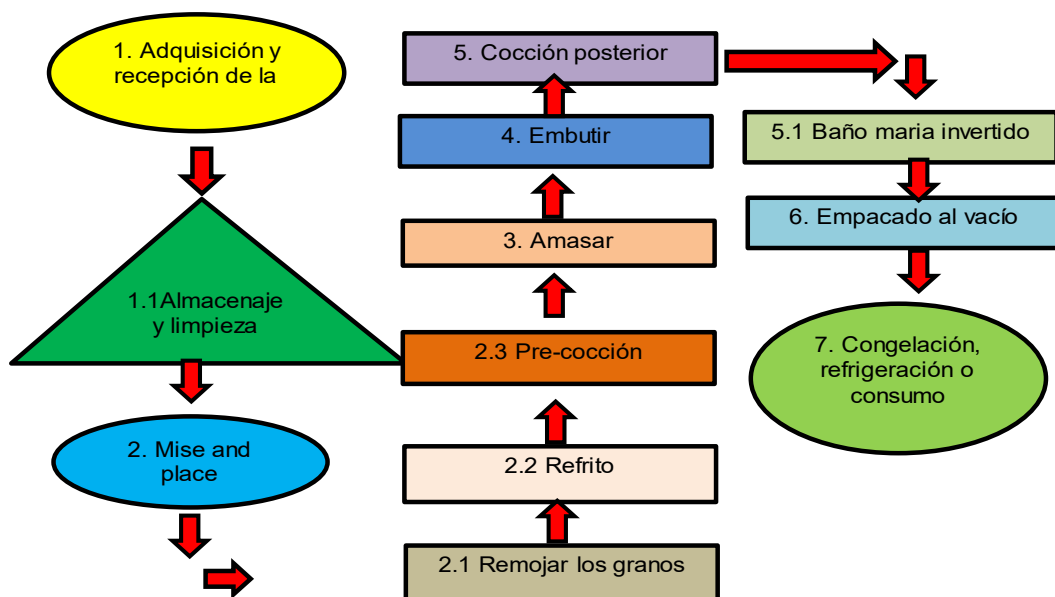 1. Adquisición y
recepción de la
1.1Almacenaje
y limpieza
2. Mise and
place
2.1 Remojar los granos
2.2 Refrito
2.3 Pre-cocción
3. Amasar
4. Embutir
5. Cocción posterior
5.1 Baño maria invertido
6. Empacado al vacío
7. Congelación,
refrigeración o
consumo